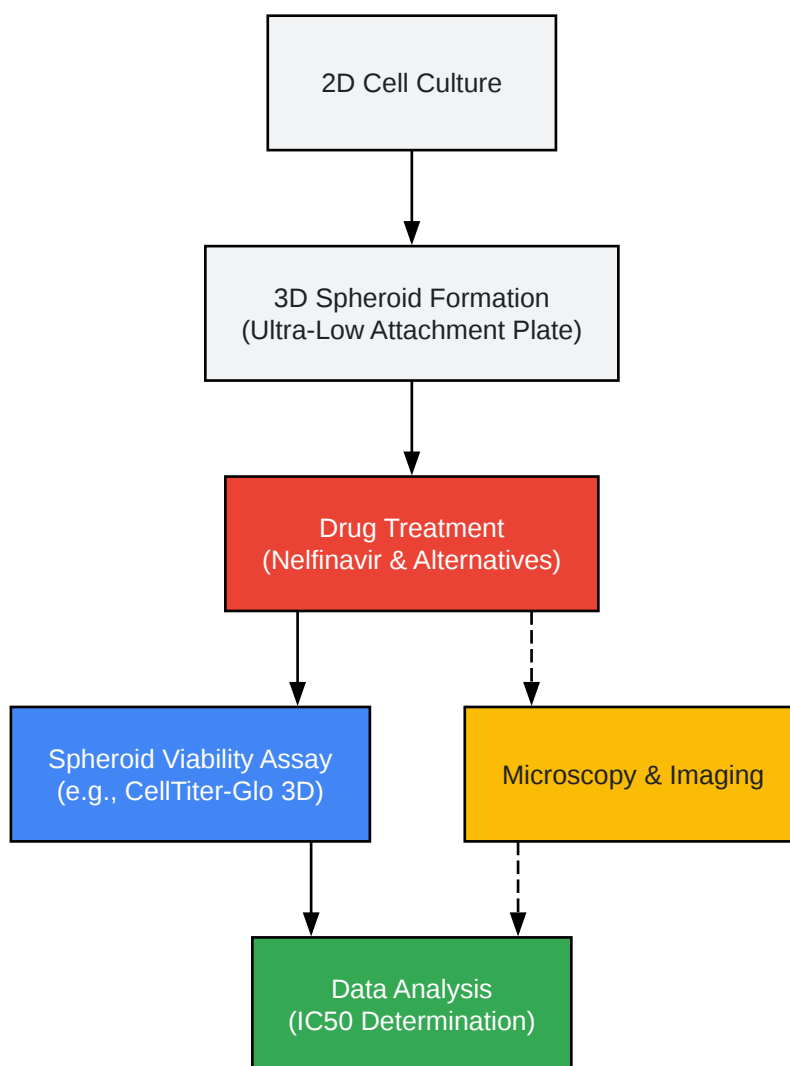 2D Cell Culture
3D Spheroid Formation
(Ultra-Low Attachment Plate)
Drug Treatment
(Nelfinavir & Alternatives)
Spheroid Viability Assay
(e.g., CellTiter-Glo 3D)
Microscopy & Imaging
Data Analysis
(IC50 Determination)